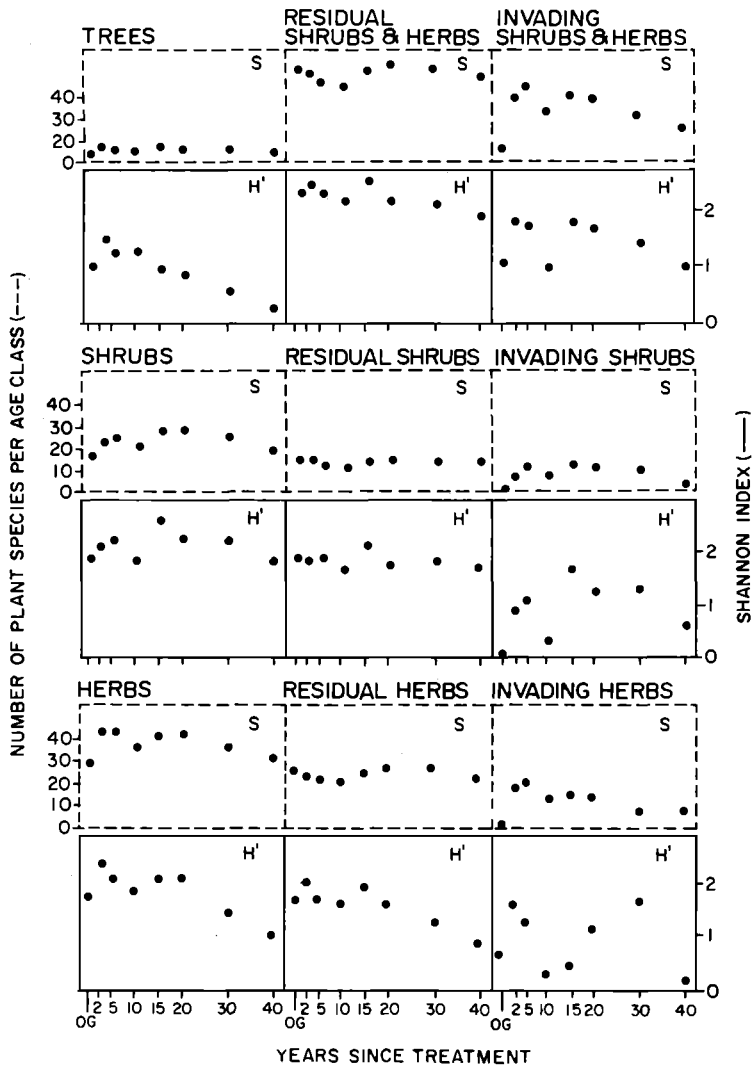 TREES
RESIDUAL
SHRUBS & HERBS
INVADING
SHRUBS & HERBS
S
S
S
40
20
10
0
H'
H'
H'
2
1
0
SHRUBS
RESIDUAL SHRUBS
INVADING SHRUBS
S
S
S
40
30
20
10
0
H'
H'
H'
2
1
0
HERBS
RESIDUAL HERBS
INVADING HERBS
S
S
S
40
30
20
10
0
H'
H'
H'
2
1
0
OG 2 5 10 15 20 30 40
OG 2 5 10 15 20 30 40
OG 2 5 10 15 20 30 40
YEARS SINCE TREATMENT
NUMBER OF PLANT SPECIES PER AGE CLASS (---)
SHANNON INDEX (—)